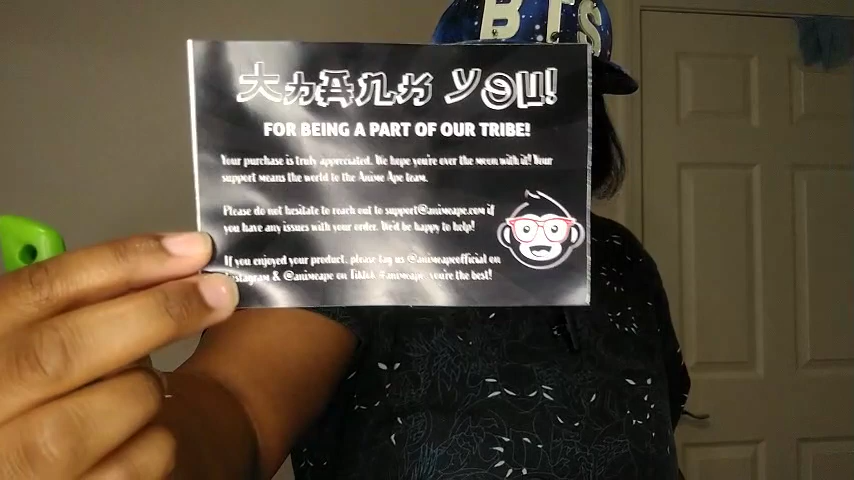 BTS
THANK YOU!
FOR BEING A PART OF OUR TRIBE!
Your purchase is truly appreciated. We hope you're over the moon with it! Your
support means the world to the Anime Ape team.
Please do not hesitate to reach out to support@animeape.com if
you have any issues with your order. We'd be happy to help!
If you enjoyed your product, please tag us @animeapeofficial on
Instagram & @animeape on TikTok #animeape you're the best!